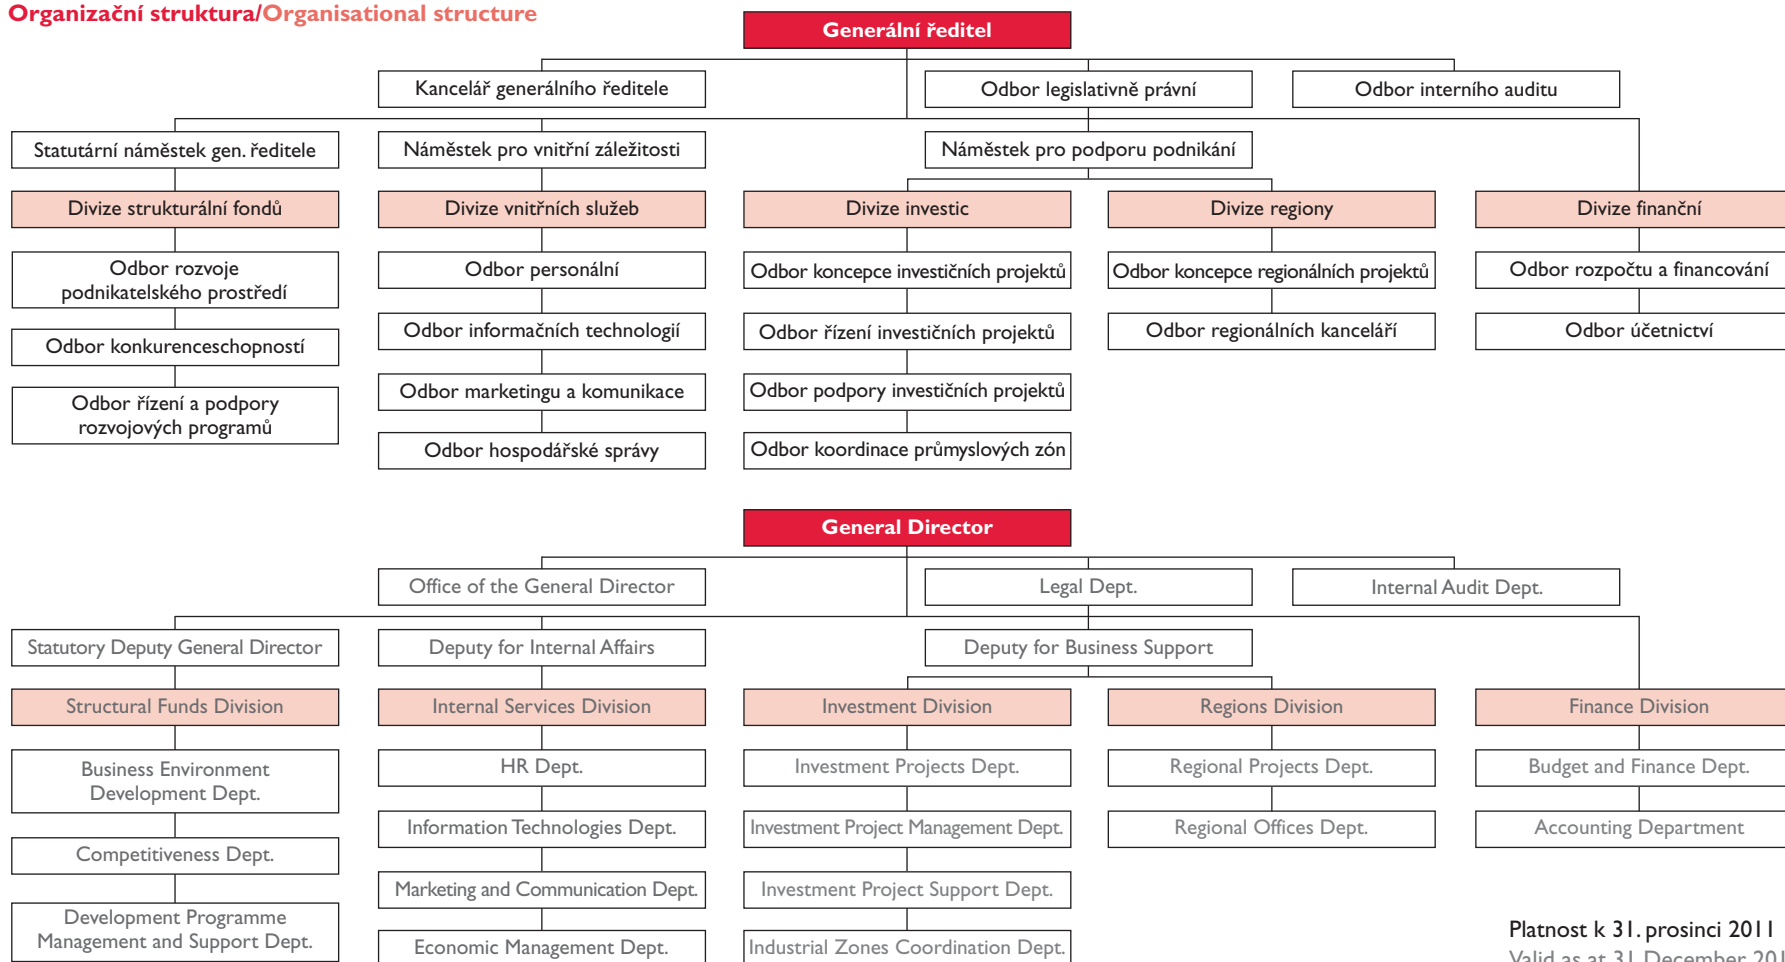 Organizační struktura/Organisational structure
Generální ředitel
Kancelář generálního ředitele
Odbor legislativně právní
Odbor interního auditu
Statutární náměstek gen. ředitele
Náměstek pro vnitřní záležitosti
Náměstek pro podporu podnikání
Divize strukturální fondů
Divize vnitřních služeb
Divize investic
Divize regiony
Divize finanční
Odbor rozvoje
podnikatelského prostředí
Odbor personální
Odbor koncepce investičních projektů
Odbor koncepce regionálních projektů
Odbor rozpočtu a financování
Odbor konkurenceschopností
Odbor informačních technologií
Odbor řízení investičních projektů
Odbor regionálních kanceláří
Odbor účetnictví
Odbor řízení a podpory
rozvojových programů
Odbor marketingu a komunikace
Odbor podpory investičních projektů
Odbor hospodářské správy
Odbor koordinace průmyslových zón
General Director
Office of the General Director
Legal Dept.
Internal Audit Dept.
Statutory Deputy General Director
Deputy for Internal Affairs
Deputy for Business Support
Structural Funds Division
Internal Services Division
Investment Division
Regions Division
Finance Division
Business Environment
Development Dept.
HR Dept.
Investment Projects Dept.
Regional Projects Dept.
Budget and Finance Dept.
Competitiveness Dept.
Information Technologies Dept.
Investment Project Management Dept.
Regional Offices Dept.
Accounting Department
Development Programme
Management and Support Dept.
Marketing and Communication Dept.
Investment Project Support Dept.
Economic Management Dept.
Industrial Zones Coordination Dept.
Platnost k 31. prosinci 2011
Valid as at 31 December